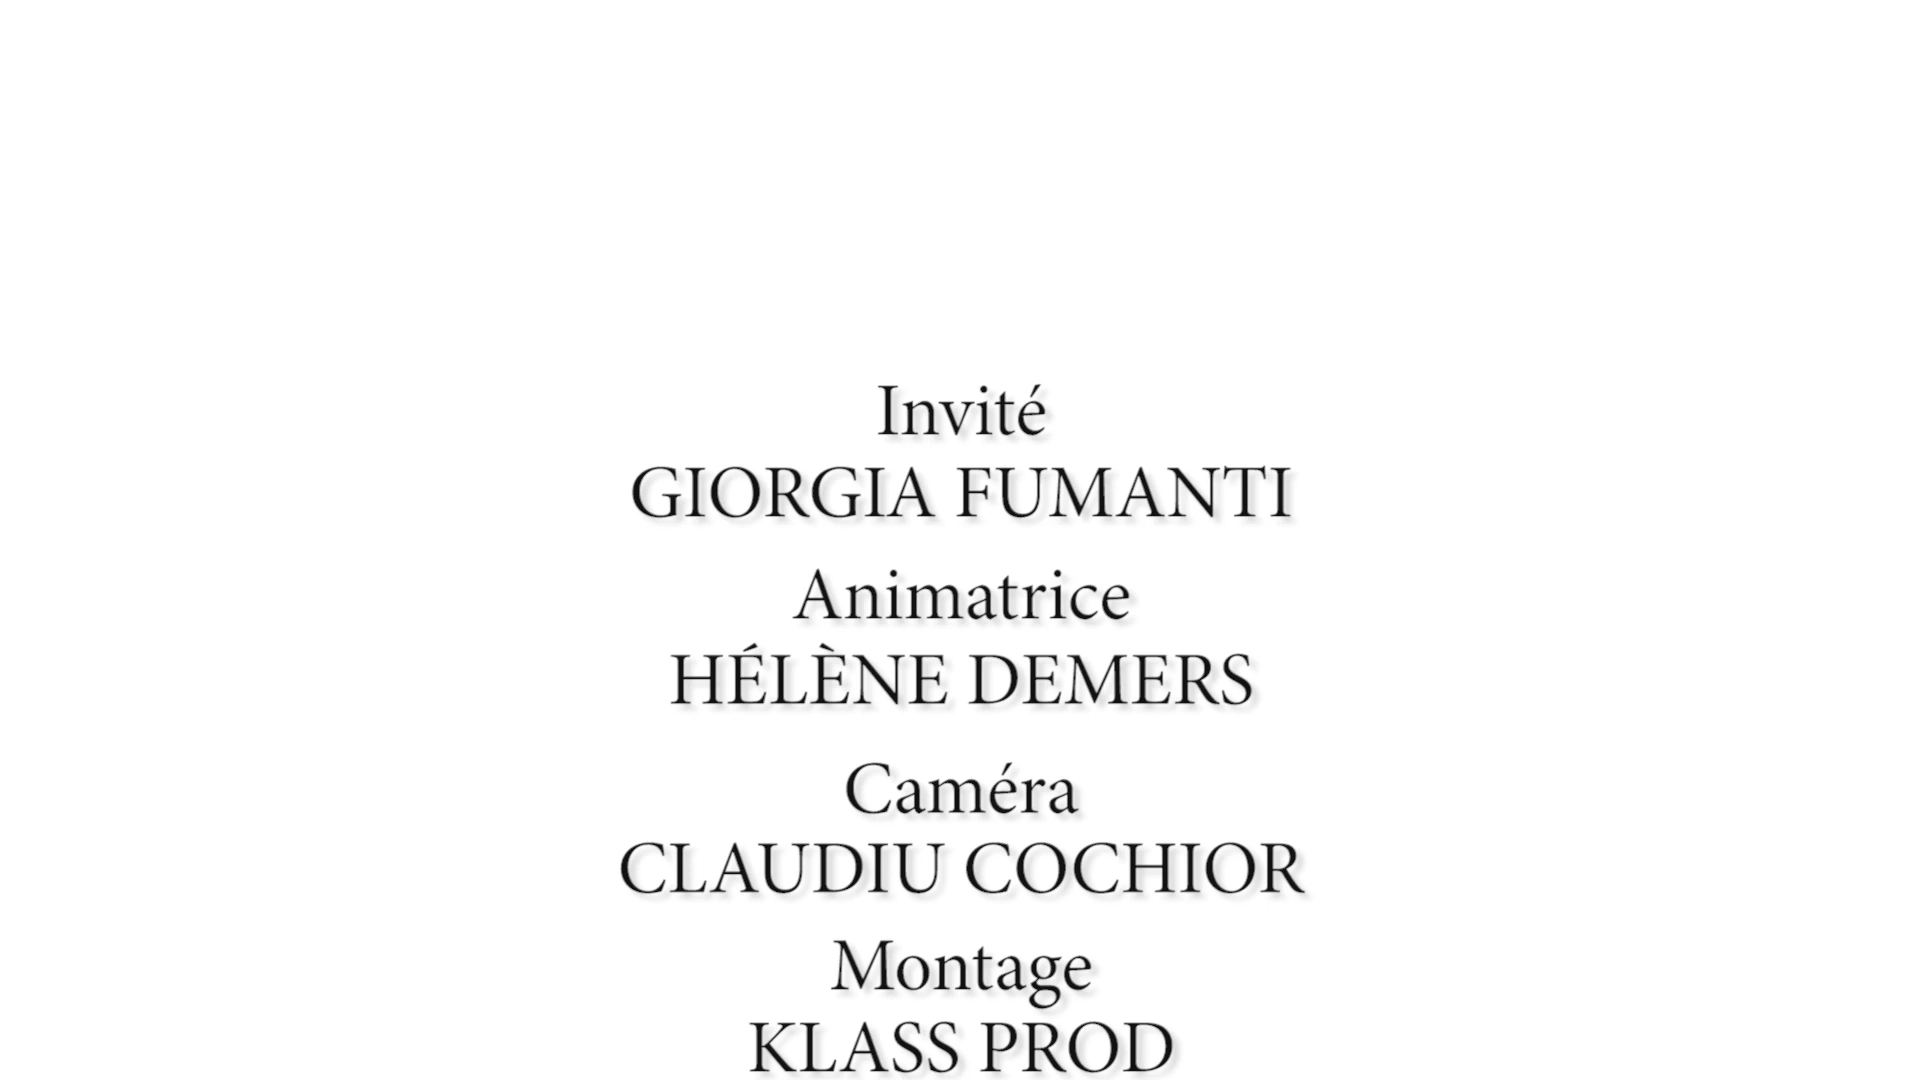 Invité
GIORGIA FUMANTI
Animatrice
HÉLÈNE DEMERS
Caméra
CLAUDIU COCHIOR
Montage
KLASS PROD